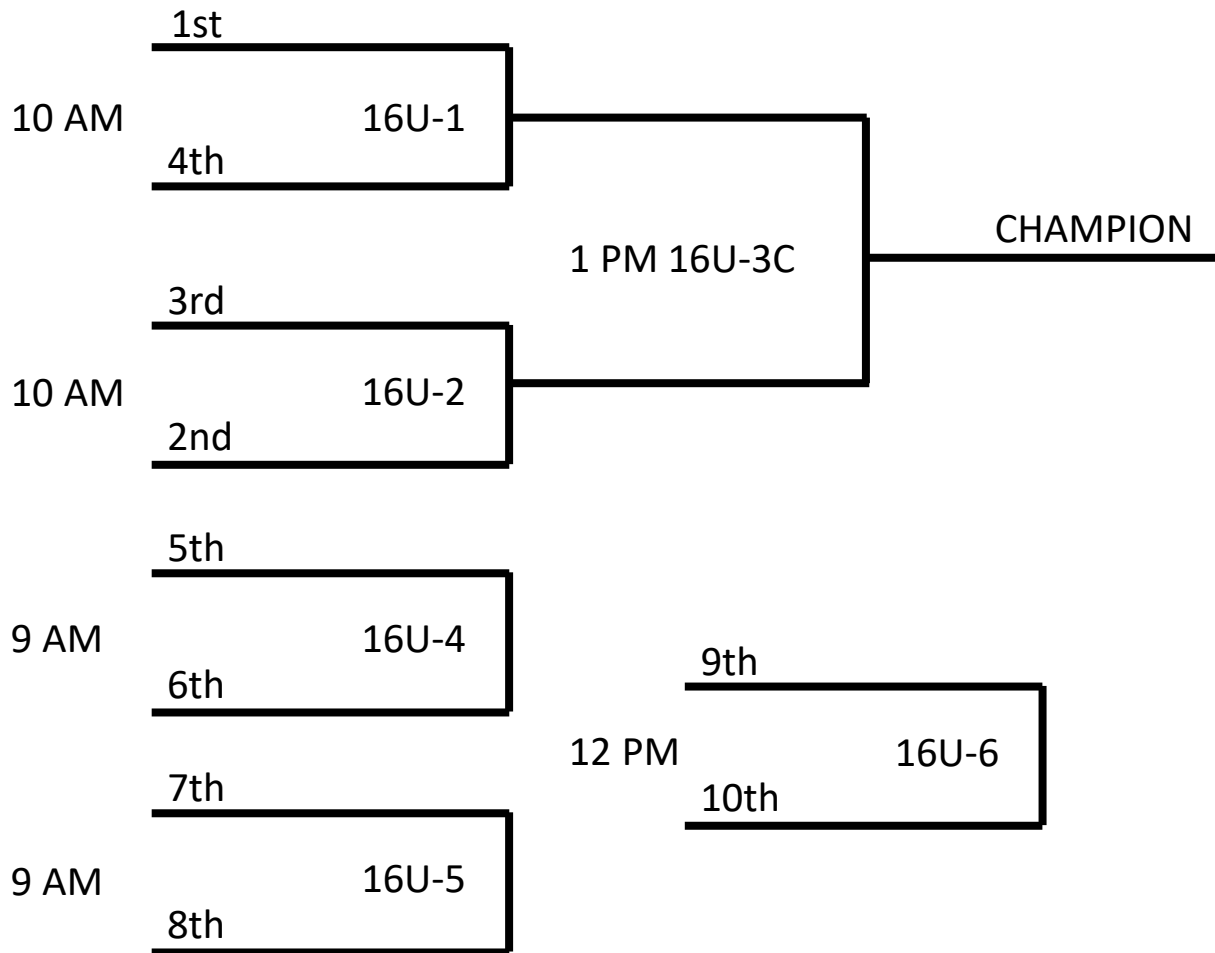 1st
10 AM
16U-1
4th
CHAMPION
1 PM 16U-3C
3rd
10 AM
16U-2
2nd
5th
9 AM
16U-4
6th
9th
12 PM
16U-6
10th
7th
9 AM
16U-5
8th